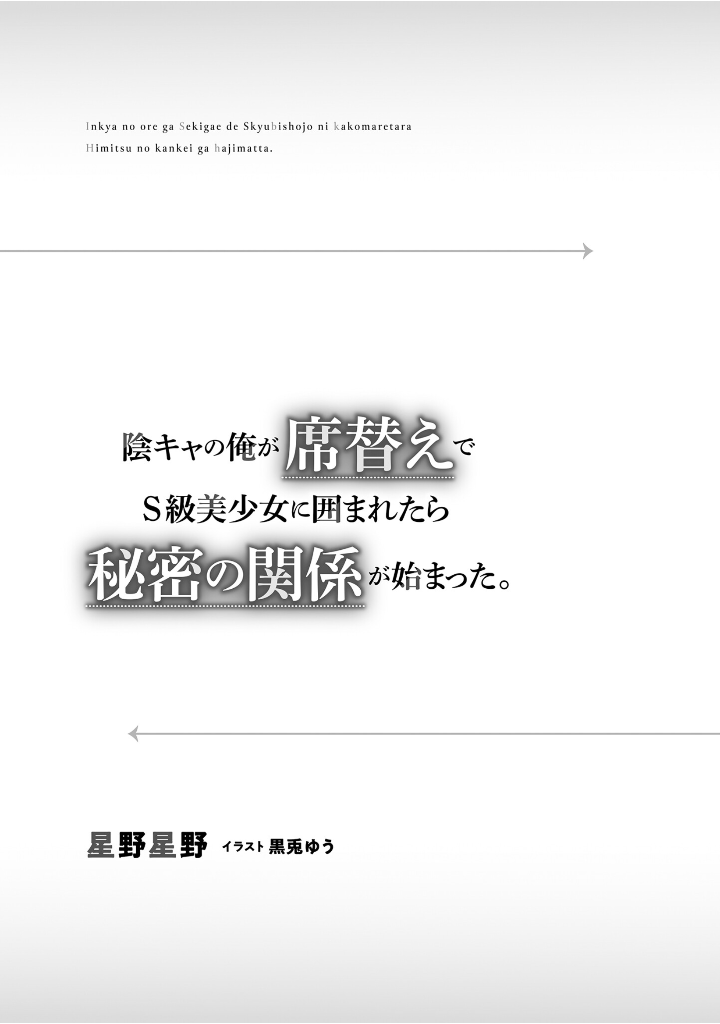 Inkya no ore ga Sekigae de Skyubishojo ni kakomaretara
Himitsu no kankei ga hajimatta.
陰キャの俺が席替えで
S級美少女に囲まれたら
秘密の関係が始まった。
星野星野 イラスト 黒兎ゆう